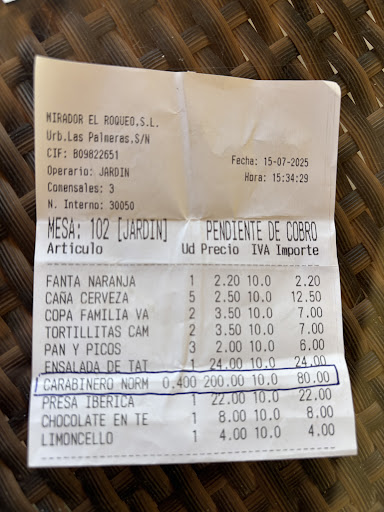 MIRADOR EL ROQUEO.S.L.
Urb.Las Palmeras.S/N
CIF: B09822651
Operario: JARDIN
Comensales: 3
N. Interno: 30050
Fecha: 15-07-2025
Hora: 15:34:29
MESA: 102 [JARDIN] PENDIENTE DE COBRO
Articulo Ud Precio IVA Importe
FANTA NARANJA 1 2.20 10.0 2.20
CAÑA CERVEZA 5 2.50 10.0 12.50
COPA FAMILIA VA 2 3.50 10.0 7.00
TORTILLITAS CAM 2 3.50 10.0 7.00
PAN Y PICOS 3 2.00 10.0 6.00
ENSALADA DE TAT 1 24.00 10.0 24.00
CARABINERO NORM 0.400 200.00 10.0 80.00
PRESA IBERICA 1 22.00 10.0 22.00
CHOCOLATE EN TE 1 8.00 10.0 8.00
LIMONCELLO 1 4.00 10.0 4.00